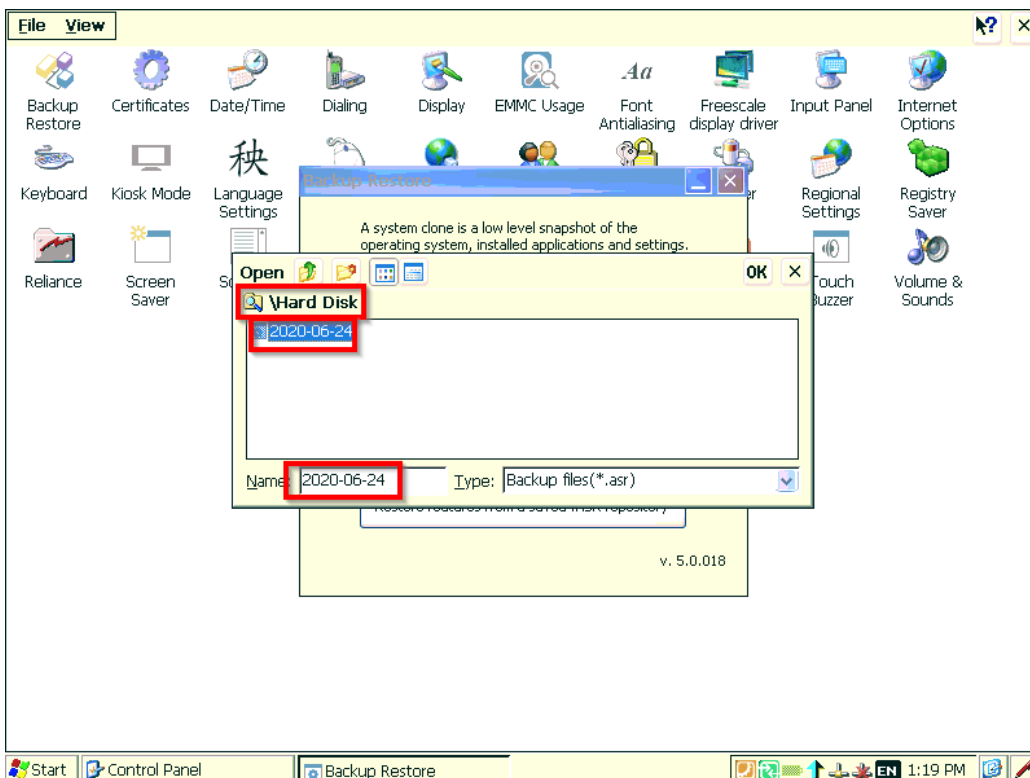 File View
Backup Restore
Certificates
Date/Time
Dialing
Display
EMMC Usage
Aa
Font Antialiasing
Freescale display driver
Input Panel
Internet Options
Keyboard
Kiosk Mode
秧
Language Settings
Regional Settings
Registry Saver
Backup Restore
A system clone is a low level snapshot of the
operating system, installed applications and settings.
Reliance
Screen Saver
Buzzer
Volume & Sounds
Open OK
\Hard Disk
2020-06-24
Name: 2020-06-24 Type: Backup files(*.asr)
v. 5.0.018
Start Control Panel Backup Restore EN 1:19 PM